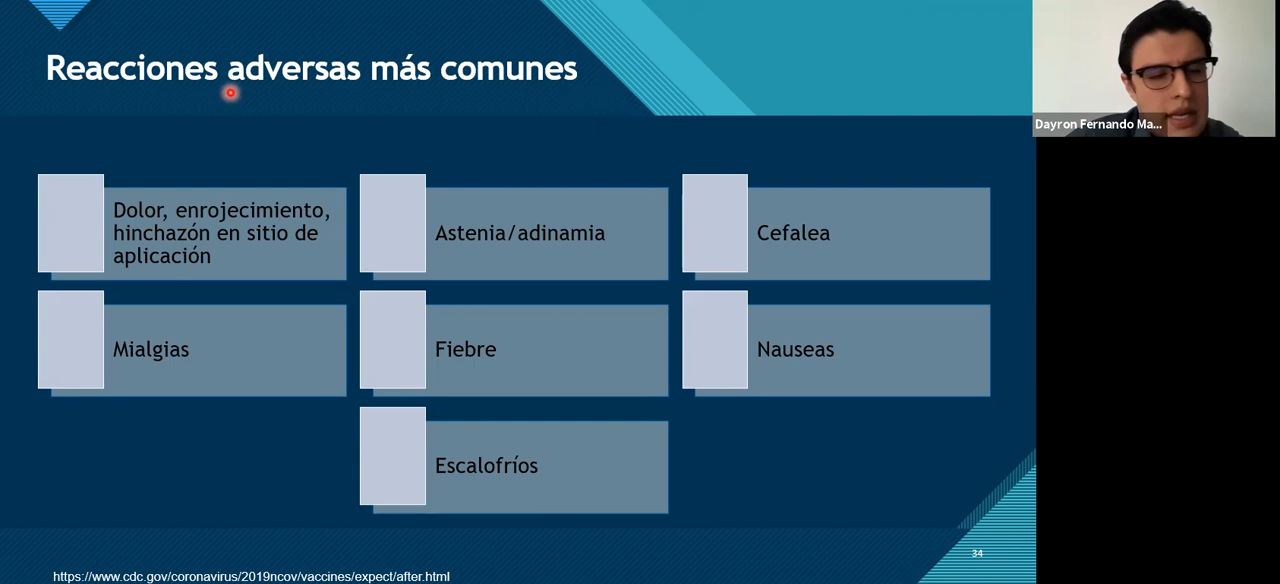 Reacciones adversas más comunes
Dayron Fernando Ma...
Dolor, enrojecimiento,
hinchazón en sitio de
aplicación
Astenia/adinamia
Cefalea
Mialgias
Fiebre
Nauseas
Escalofríos
34
https://www.cdc.gov/coronavirus/2019ncov/vaccines/expect/after.html